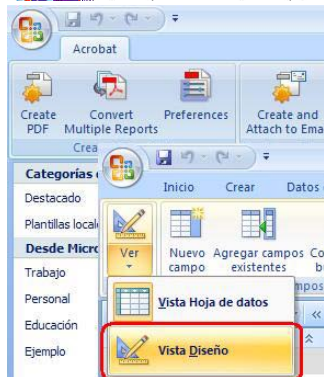 Acrobat
Create PDF
Convert Multiple Reports
Preferences
Create and Attach to Ema
Crea
Categorías
Destacado
Plantillas local
Desde Micro
Trabajo
Personal
Educación
Ejemplo
Inicio Crear Datos
Ver
Nuevo campo
Agregar campos existentes
Vista Hoja de datos
Vista Diseño